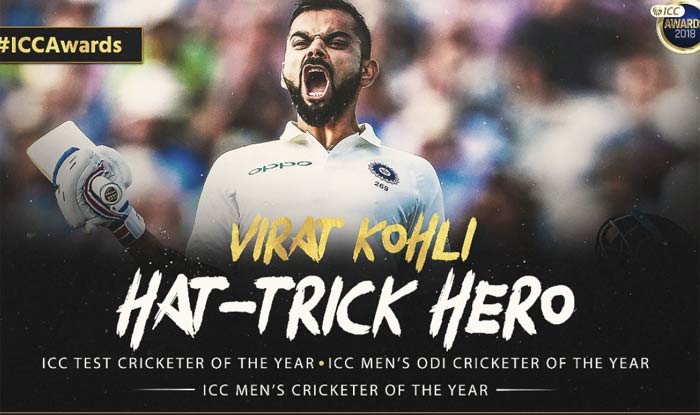 #ICCAwards
ICC
AWARDS
2018
oppo
269
VIRAT KOHLI
HAT-TRICK HERO
ICC TEST CRICKETER OF THE YEAR • ICC MEN'S ODI CRICKETER OF THE YEAR
ICC MEN'S CRICKETER OF THE YEAR